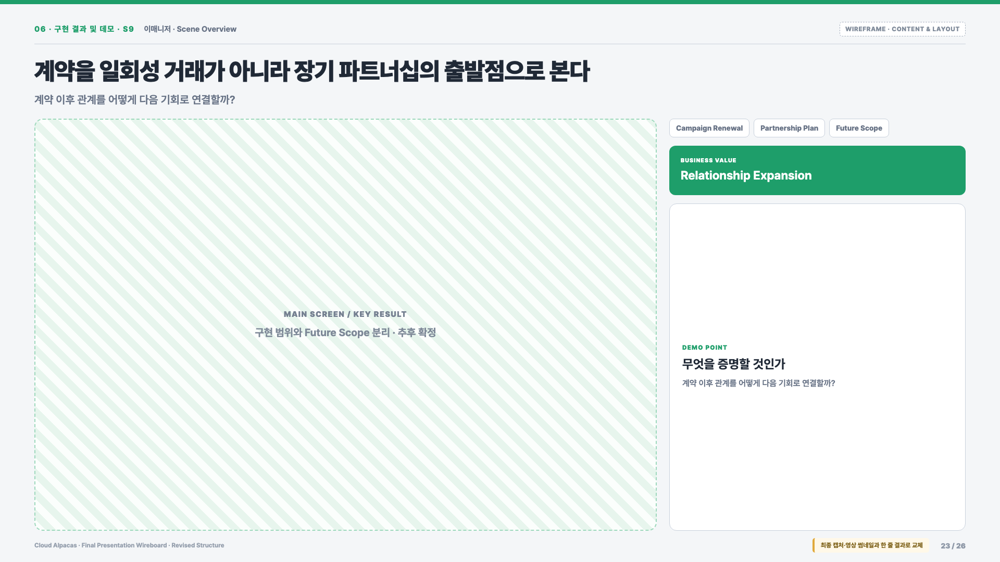 06 · 구현 결과 및 데모 · S9 이매니저 · Scene Overview
WIREFRAME · CONTENT & LAYOUT
계약을 일회성 거래가 아니라 장기 파트너십의 출발점으로 본다
계약 이후 관계를 어떻게 다음 기회로 연결할까?
MAIN SCREEN / KEY RESULT
구현 범위와 Future Scope 분리 · 추후 확정
Campaign Renewal
Partnership Plan
Future Scope
BUSINESS VALUE
Relationship Expansion
DEMO POINT
무엇을 증명할 것인가
계약 이후 관계를 어떻게 다음 기회로 연결할까?
Cloud Alpacas · Final Presentation Wireboard · Revised Structure
최종 캡처·영상 썸네일과 한 줄 결과로 교체
23 / 26